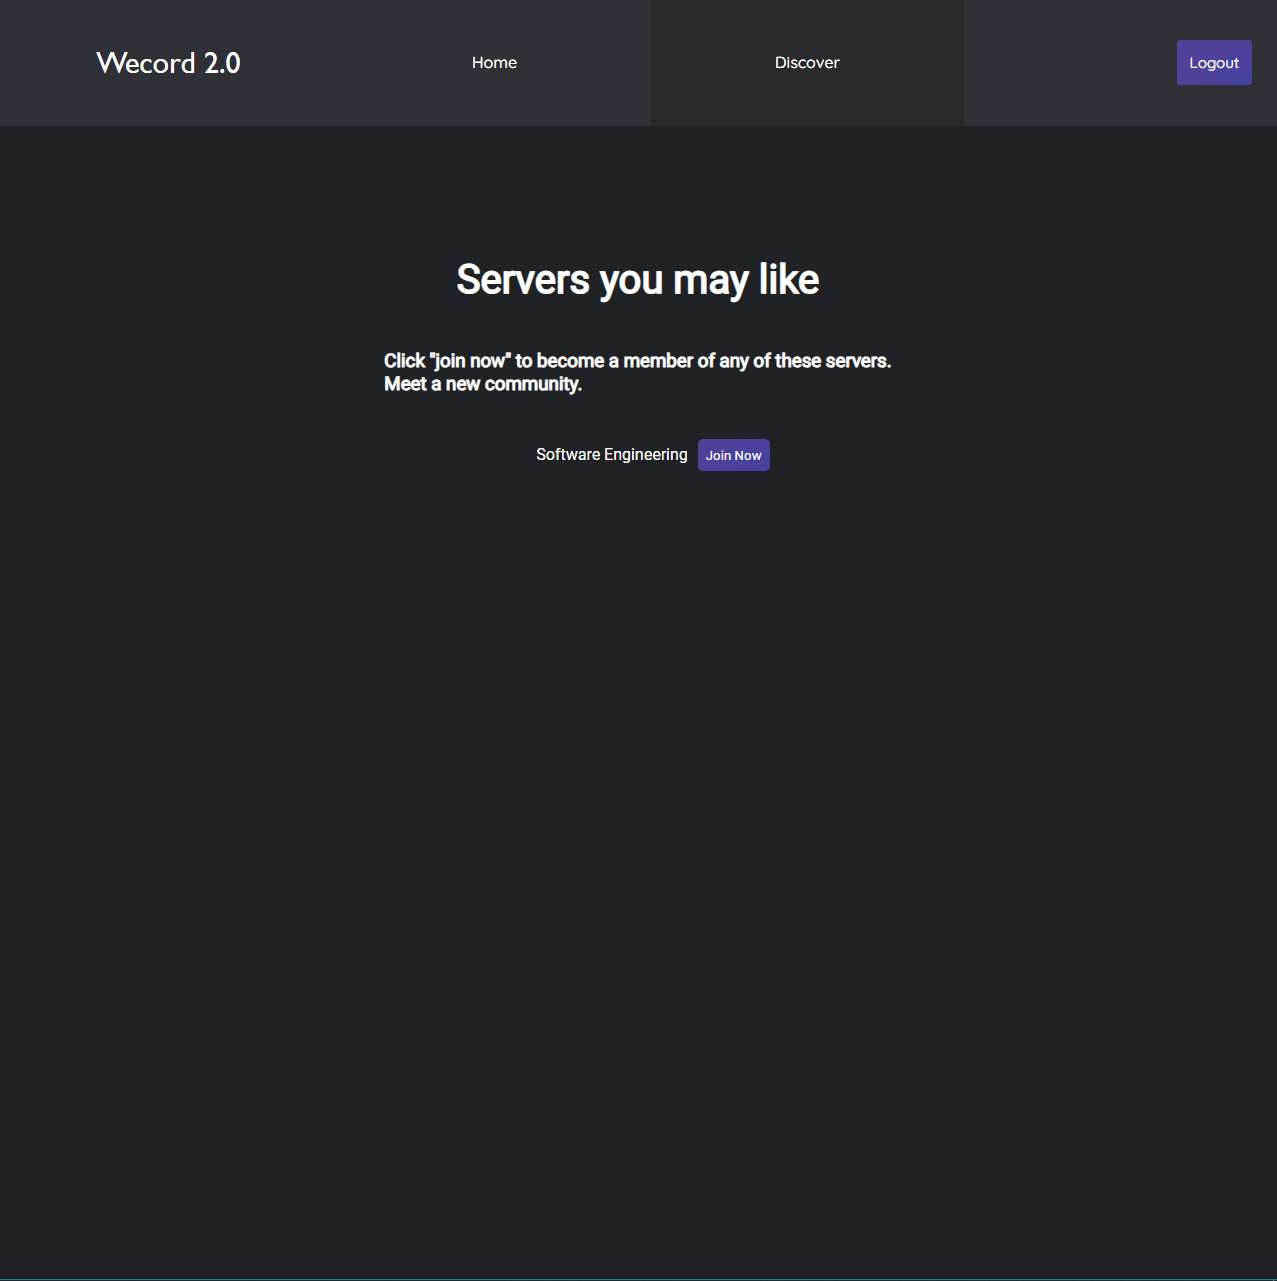 Wecord 2.0
Home
Discover
Logout
Servers you may like
Click "join now" to become a member of any of these servers.
Meet a new community.
Software Engineering
Join Now